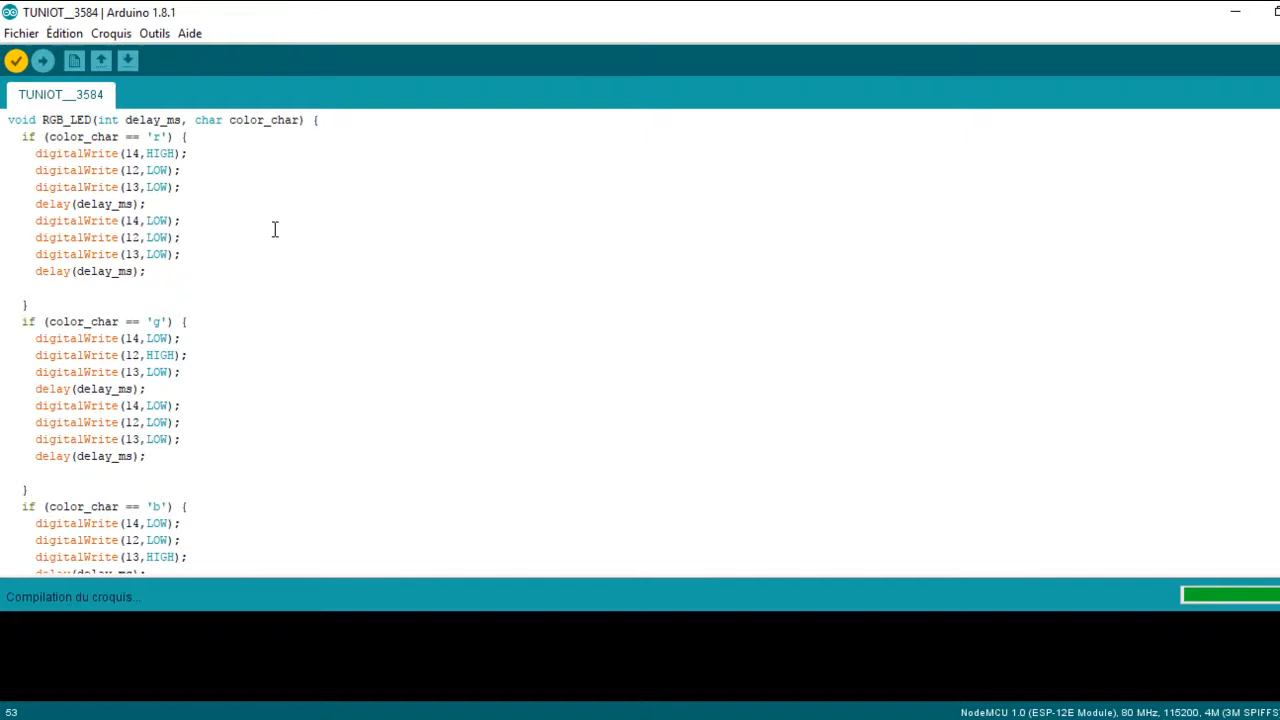 TUNIOT__3584 | Arduino 1.8.1
Fichier Édition Croquis Outils Aide
TUNIOT__3584
void RGB_LED(int delay_ms, char color_char) {
if (color_char == 'r') {
digitalWrite(14,HIGH);
digitalWrite(12,LOW);
digitalWrite(13,LOW);
delay(delay_ms);
digitalWrite(14,LOW);
digitalWrite(12,LOW);
digitalWrite(13,LOW);
delay(delay_ms);
}
if (color_char == 'g') {
digitalWrite(14,LOW);
digitalWrite(12,HIGH);
digitalWrite(13,LOW);
delay(delay_ms);
digitalWrite(14,LOW);
digitalWrite(12,LOW);
digitalWrite(13,LOW);
delay(delay_ms);
}
if (color_char == 'b') {
digitalWrite(14,LOW);
digitalWrite(12,LOW);
digitalWrite(13,HIGH);
delay(delay_ms);
Compilation du croquis...
53
NodeMCU 1.0 (ESP-12E Module), 80 MHz, 115200, 4M (3M SPIFFS